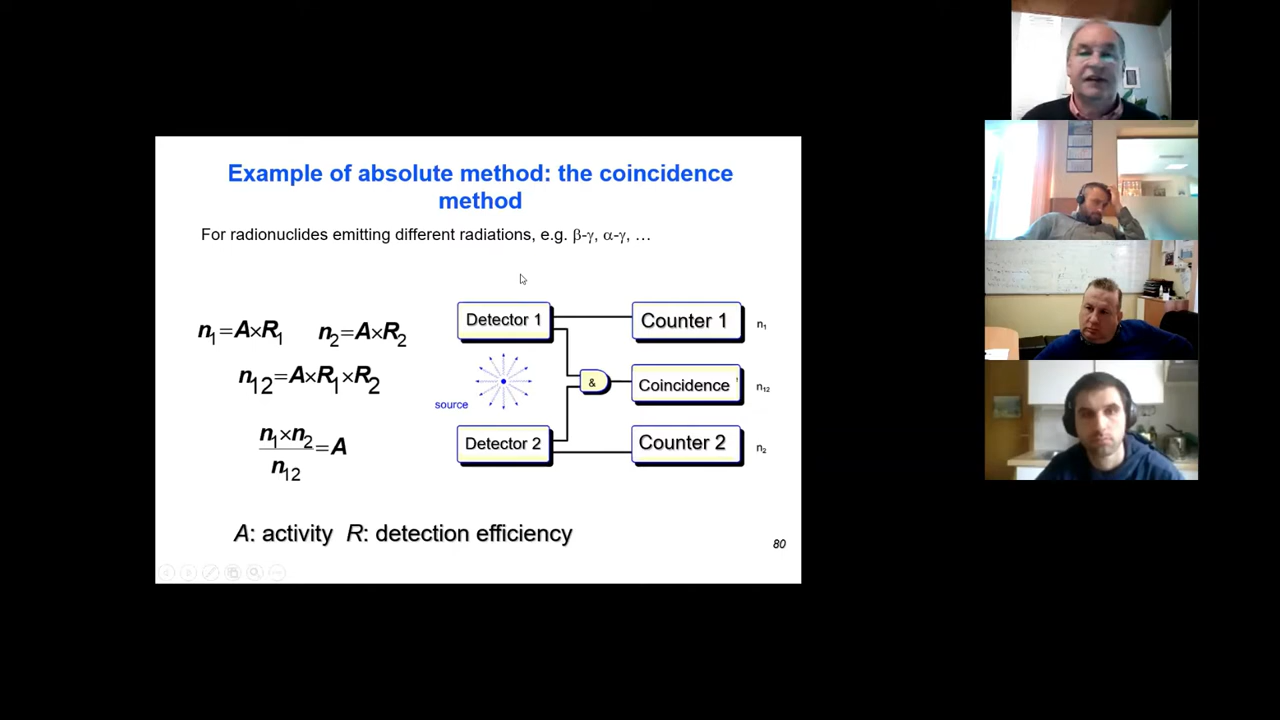 Example of absolute method: the coincidence
method
For radionuclides emitting different radiations, e.g. β-γ, α-γ, …
n1=A×R1 n2=A×R2
n12=A×R1×R2
n1×n2
n12
=A
Detector 1
Counter 1
n1
source
&
Coincidence
n12
Detector 2
Counter 2
n2
A: activity R: detection efficiency
80